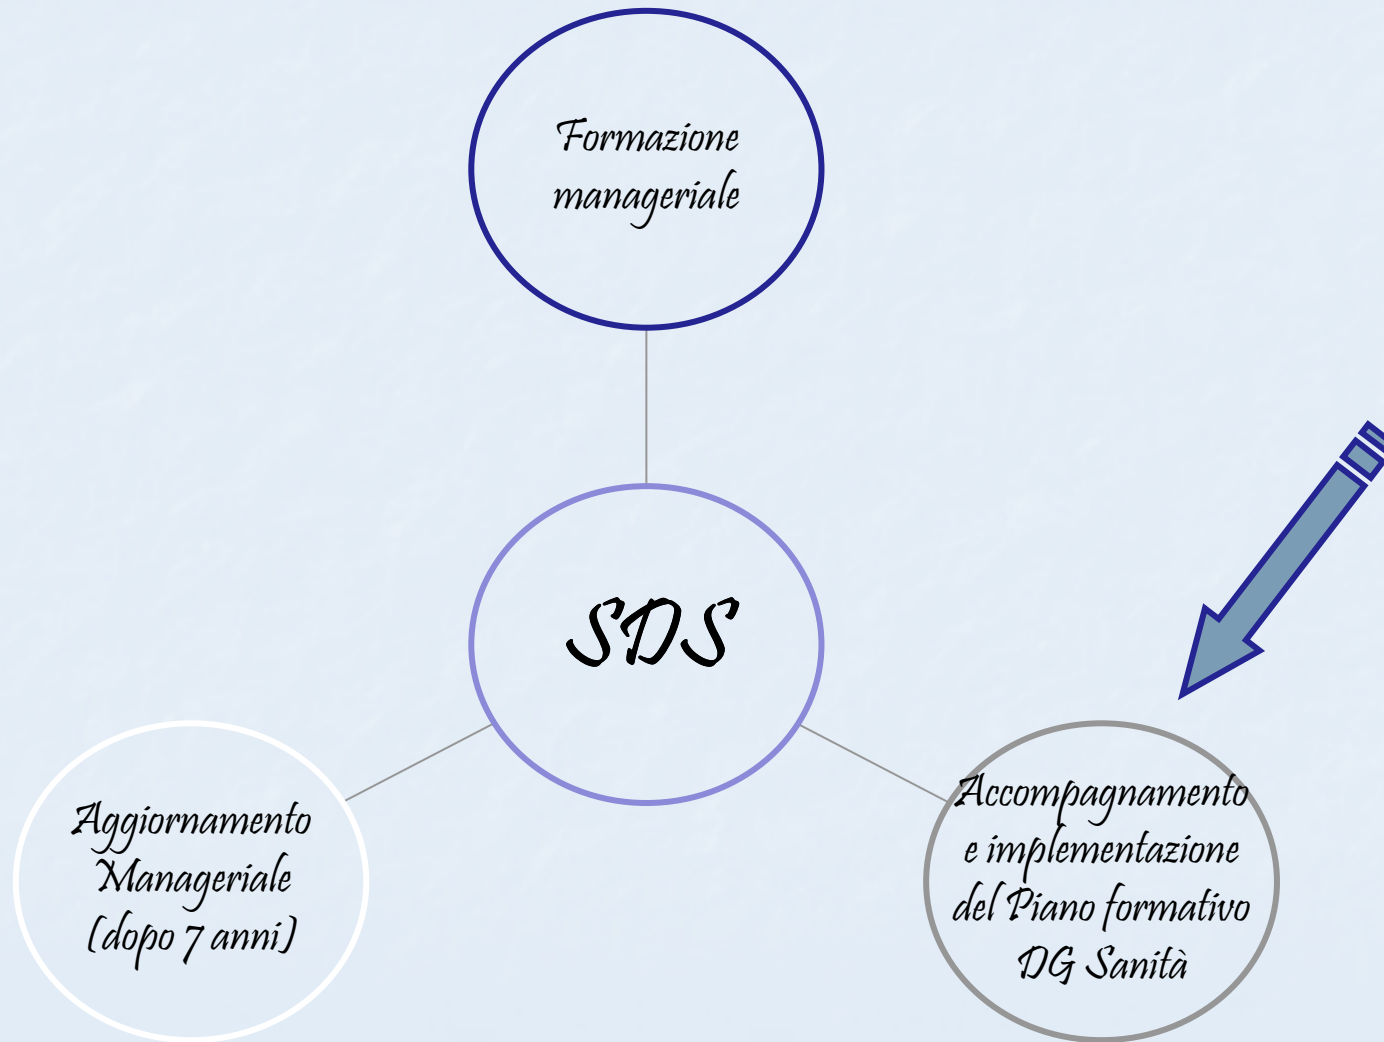 Formazione
manageriale
SDS
Aggiornamento
Manageriale
(dopo 7 anni)
Accompagnamento
e implementazione
del Piano formativo
DG Sanità